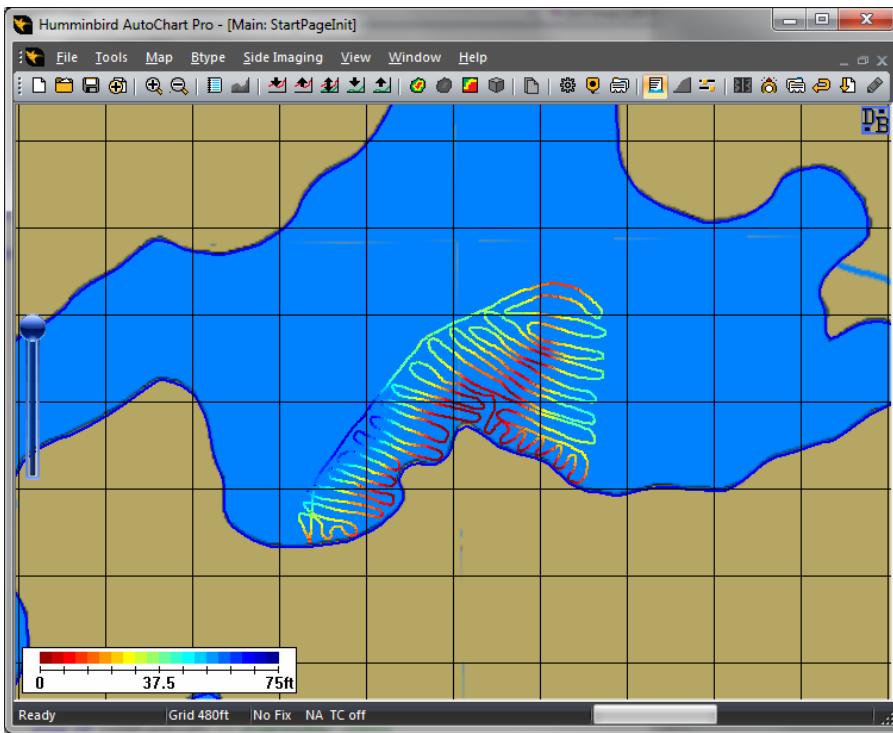 Humminbird AutoChart Pro - [Main: StartPageInit]
File Tools Map Btype Side Imaging View Window Help
DB
0 37.5 75ft
Ready Grid 480ft No Fix NA TC off